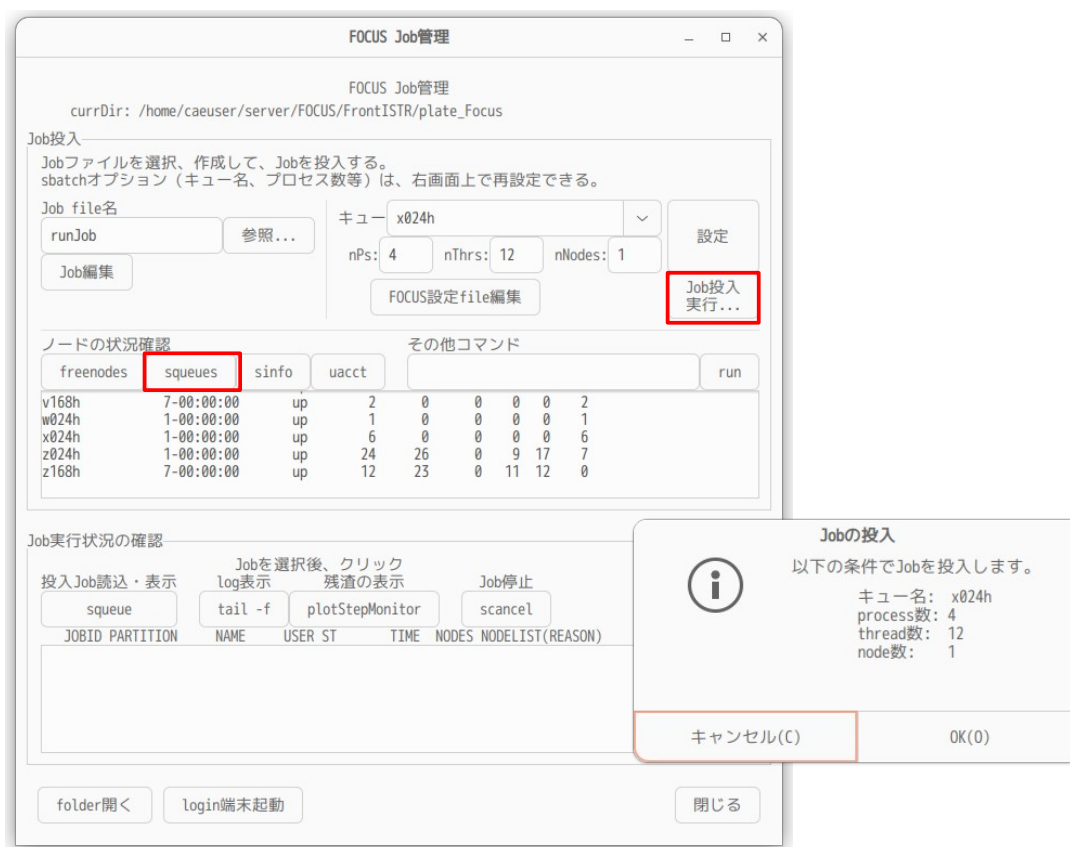 FOCUS Job管理
FOCUS Job管理
currDir: /home/caeuser/server/FOCUS/FrontISTR/plate_Focus
Job投入
Jobファイルを選択、作成して、Jobを投入する。
sbatchオプション（キュー名、プロセス数等）は、右画面上で再設定できる。
Job file名
runJob 参照...
Job編集
キュー x024h
nPs: 4 nThrs: 12 nNodes: 1
FOCUS設定file編集
設定
Job投入
実行...
ノードの状況確認 その他コマンド
freenodes squeues sinfo uacct run
v168h 7-00:00:00 up 2 0 0 0 0 2
w024h 1-00:00:00 up 1 0 0 0 0 1
x024h 1-00:00:00 up 6 0 0 0 0 6
z024h 1-00:00:00 up 24 26 0 9 17 7
z168h 7-00:00:00 up 12 23 0 11 12 0
Job実行状況の確認
Jobを選択後、クリック
投入Job読込・表示 log表示 残渣の表示 Job停止
squeue tail -f plotStepMonitor scancel
JOBID PARTITION NAME USER ST TIME NODES NODELIST(REASON)
folder開く login端末起動 閉じる
Jobの投入
以下の条件でJobを投入します。
キュー名: x024h
process数: 4
thread数: 12
node数: 1
キャンセル(C) OK(O)